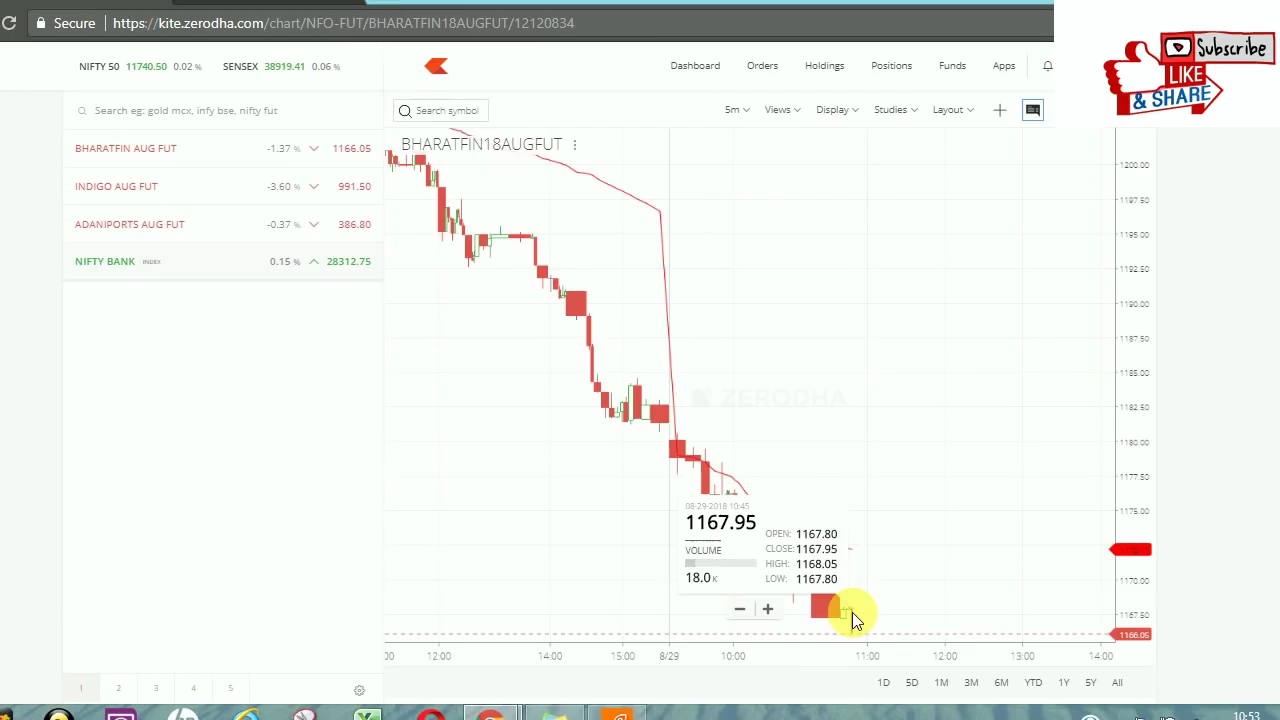 Secure https://kite.zerodha.com/chart/NFO-FUT/BHARATFIN18AUGFUT/12120834
Subscribe
LIKE
& SHARE
NIFTY 50 11740.50 0.02 % SENSEX 38919.41 0.06 %
Dashboard Orders Holdings Positions Funds Apps
Search eg: gold mcx, infy bse, nifty fut
Search symbol
5m Views Display Studies Layout
BHARATFIN AUG FUT -1.37 % 1166.05
INDIGO AUG FUT -3.60 % 991.50
ADANIPORTS AUG FUT -0.37 % 386.80
NIFTY BANK INDEX 0.15 % 28312.75
BHARATFIN18AUGFUT
1200.00
1197.50
1195.00
1192.50
1190.00
1187.50
1185.00
1182.50
1180.00
1177.50
1175.00
1170.00
1167.50
1166.05
ZERODHA
08-29-2018 10:45
1167.95
VOLUME
18.0 K
OPEN: 1167.80
CLOSE: 1167.95
HIGH: 1168.05
LOW: 1167.80
:00 12:00 14:00 15:00 8/29 10:00 11:00 12:00 13:00 14:00
1D 5D 1M 3M 6M YTD 1Y 5Y All
1 2 3 4 5
10:53